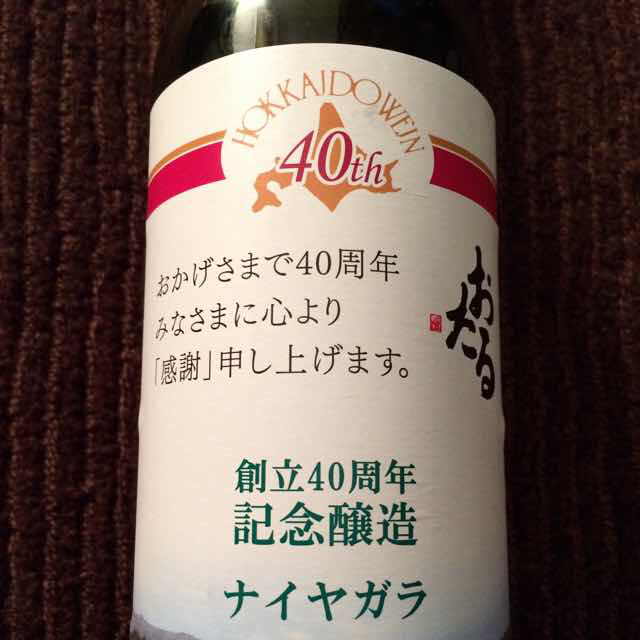 HOKKAIDO WEIN
40th
おかげさまで40周年
みなさまに心より
「感謝」申し上げます。
おたる
創立40周年
記念醸造
ナイヤガラ